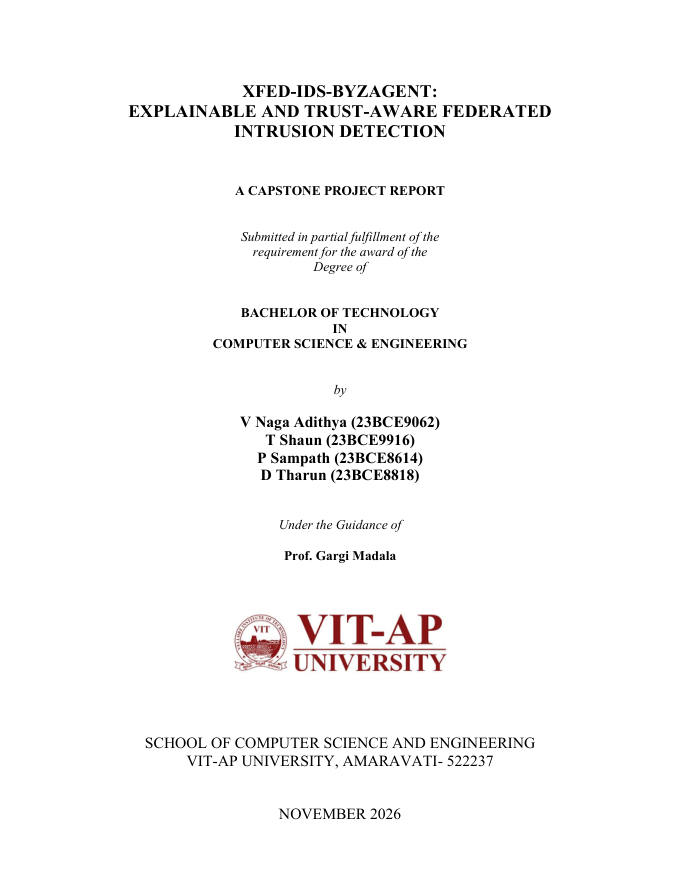 XFED-IDS-BYZAGENT:
EXPLAINABLE AND TRUST-AWARE FEDERATED
INTRUSION DETECTION
A CAPSTONE PROJECT REPORT
Submitted in partial fulfillment of the
requirement for the award of the
Degree of
BACHELOR OF TECHNOLOGY
IN
COMPUTER SCIENCE & ENGINEERING
by
V Naga Adithya (23BCE9062)
T Shaun (23BCE9916)
P Sampath (23BCE8614)
D Tharun (23BCE8818)
Under the Guidance of
Prof. Gargi Madala
VIT
VIT-AP
UNIVERSITY
SCHOOL OF COMPUTER SCIENCE AND ENGINEERING
VIT-AP UNIVERSITY, AMARAVATI- 522237
NOVEMBER 2026